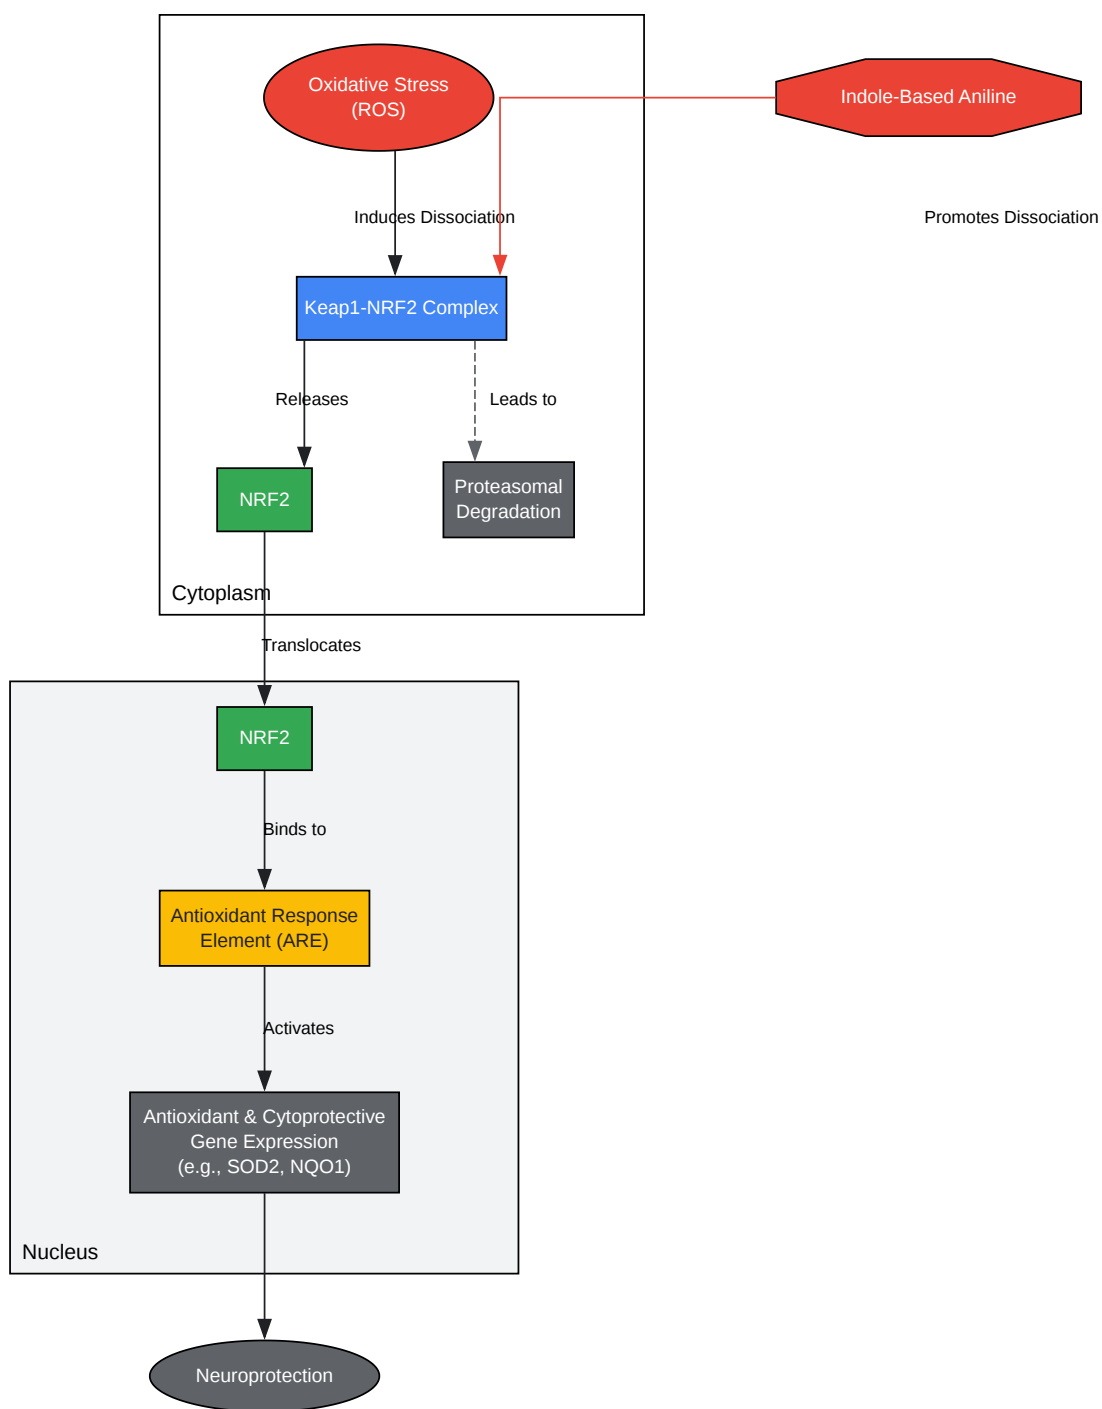 Oxidative Stress
(ROS)
Indole-Based Aniline
Induces Dissociation
Promotes Dissociation
Keap1-NRF2 Complex
Releases
Leads to
NRF2
Proteasomal
Degradation
Cytoplasm
Translocates
NRF2
Binds to
Antioxidant Response
Element (ARE)
Activates
Antioxidant & Cytoprotective
Gene Expression
(e.g., SOD2, NQO1)
Nucleus
Neuroprotection